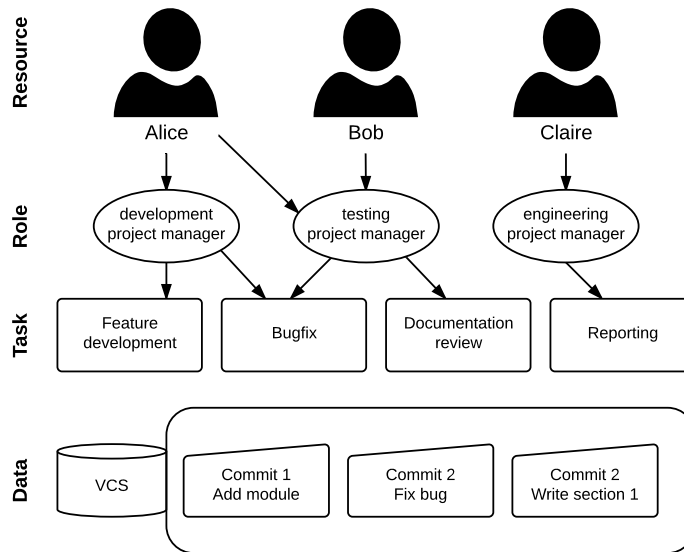 Resource
Alice
Bob
Claire
Role
development
project manager
testing
project manager
engineering
project manager
Task
Feature
development
Bugfix
Documentation
review
Reporting
Data
VCS
Commit 1
Add module
Commit 2
Fix bug
Commit 2
Write section 1